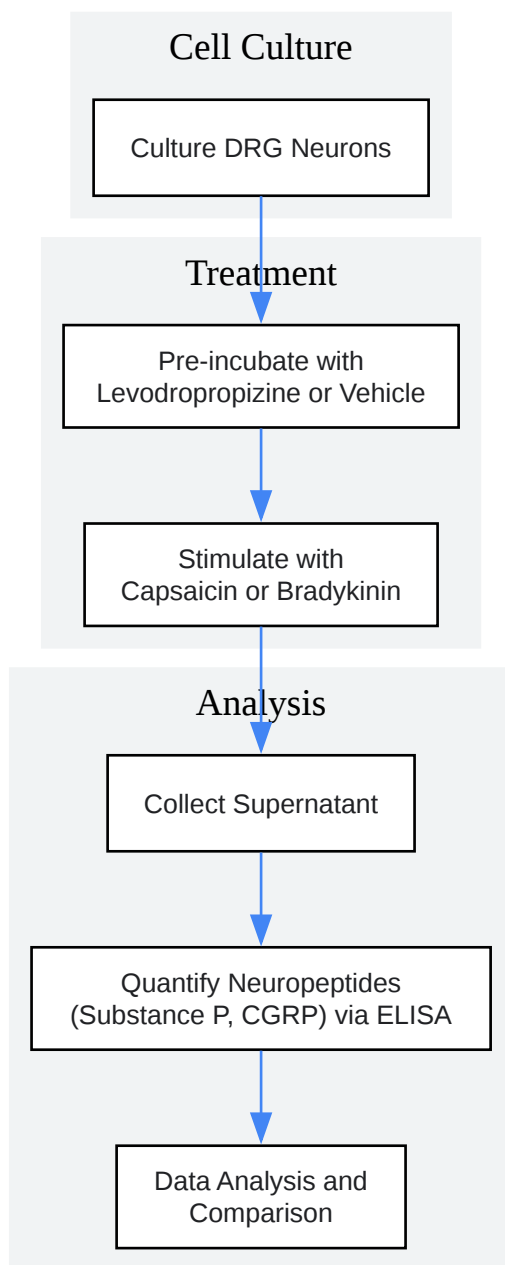 Cell Culture
Culture DRG Neurons
Treatment
Pre-incubate with
Levodropropizine or Vehicle
Stimulate with
Capsaicin or Bradykinin
Analysis
Collect Supernatant
Quantify Neuropeptides
(Substance P, CGRP) via ELISA
Data Analysis and
Comparison